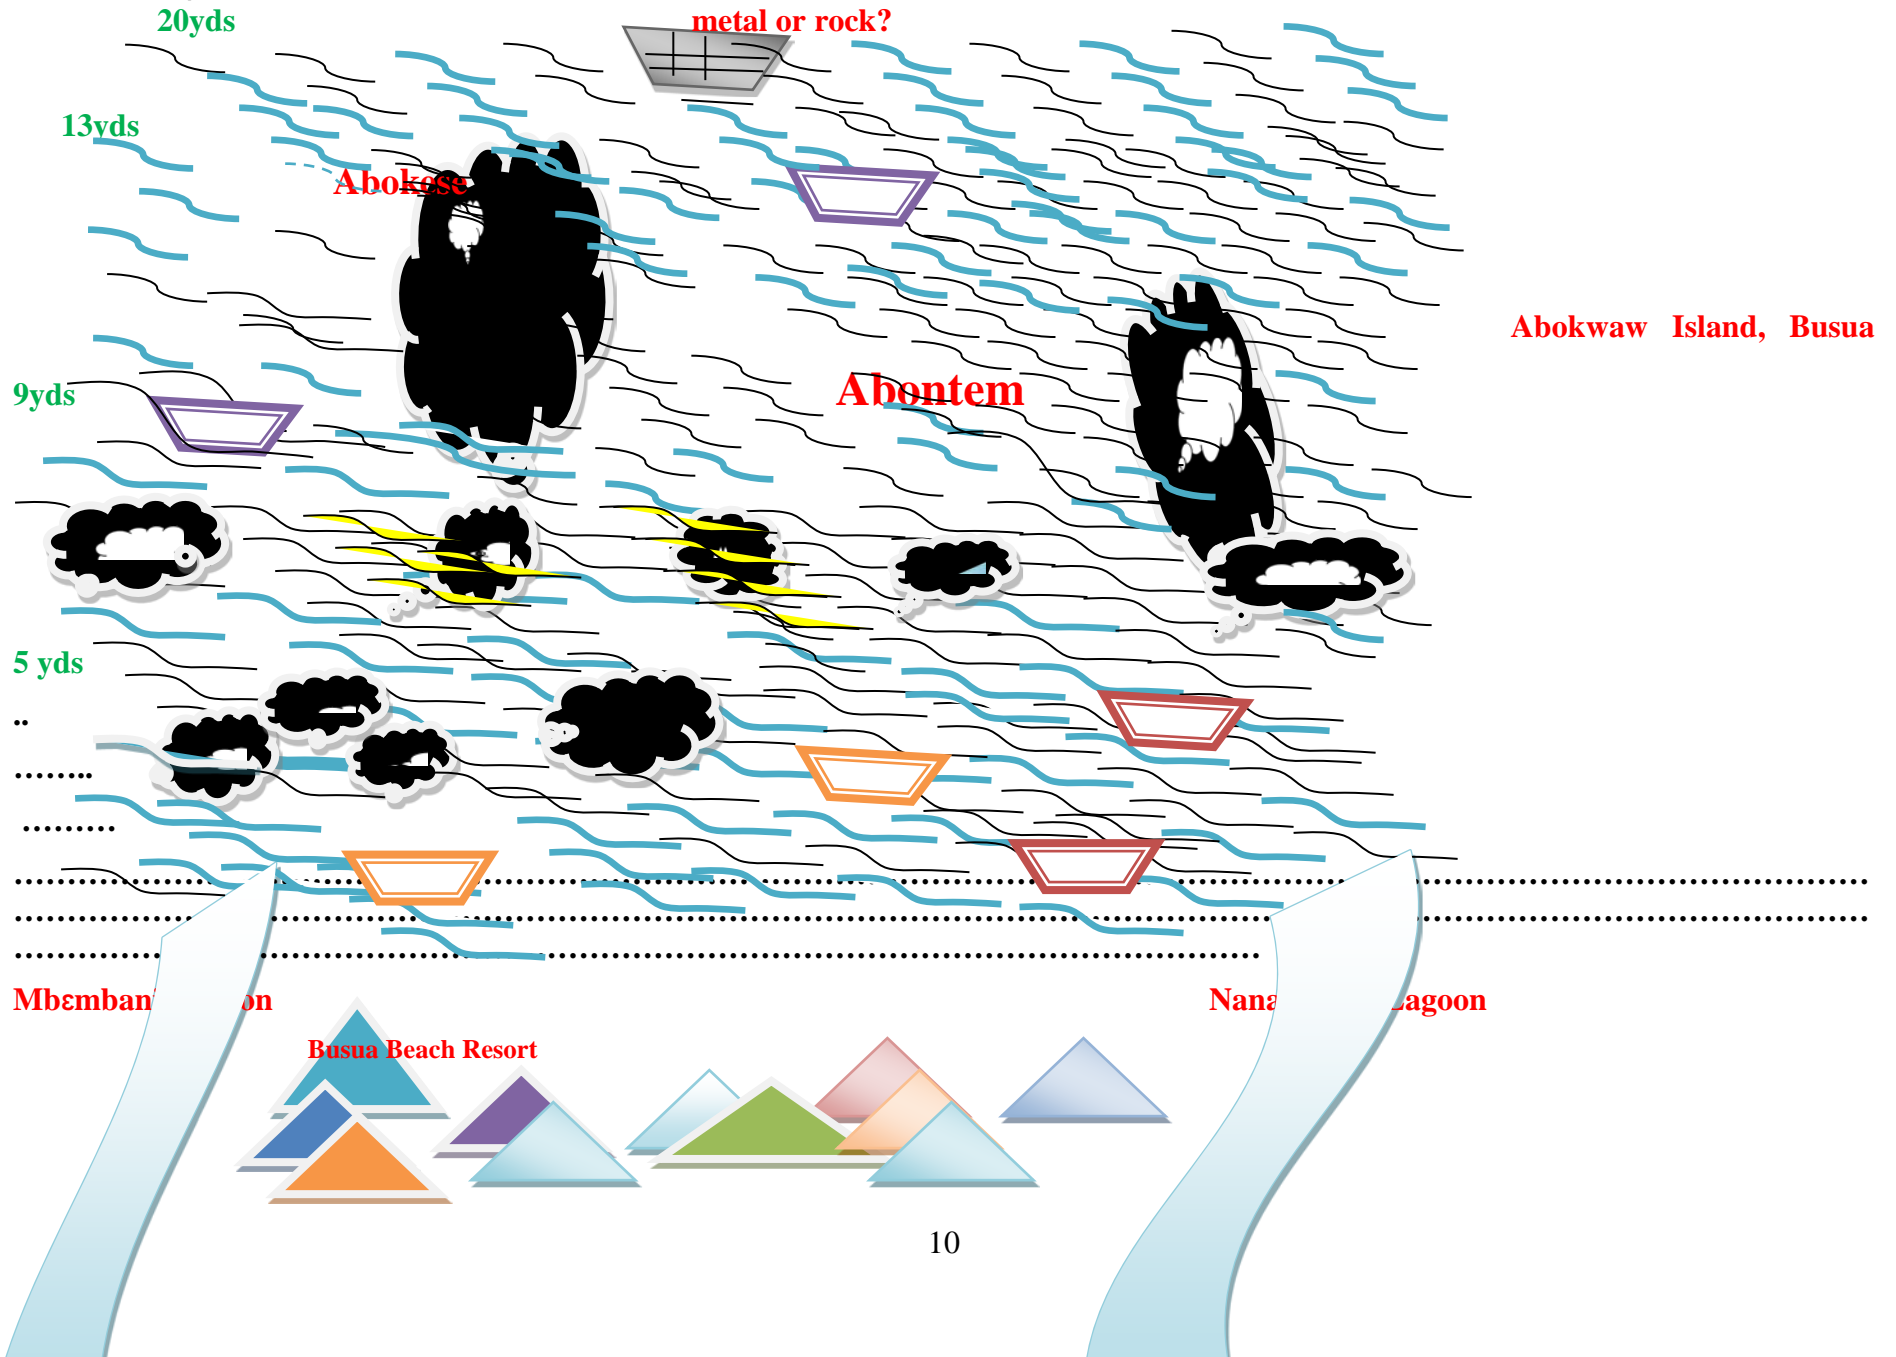 20yds
metal or rock?
13yds
Abokese
Abokwaw Island, Busua
9yds
Abontem
5 yds
..
........
.........
Busua Beach Resort
10